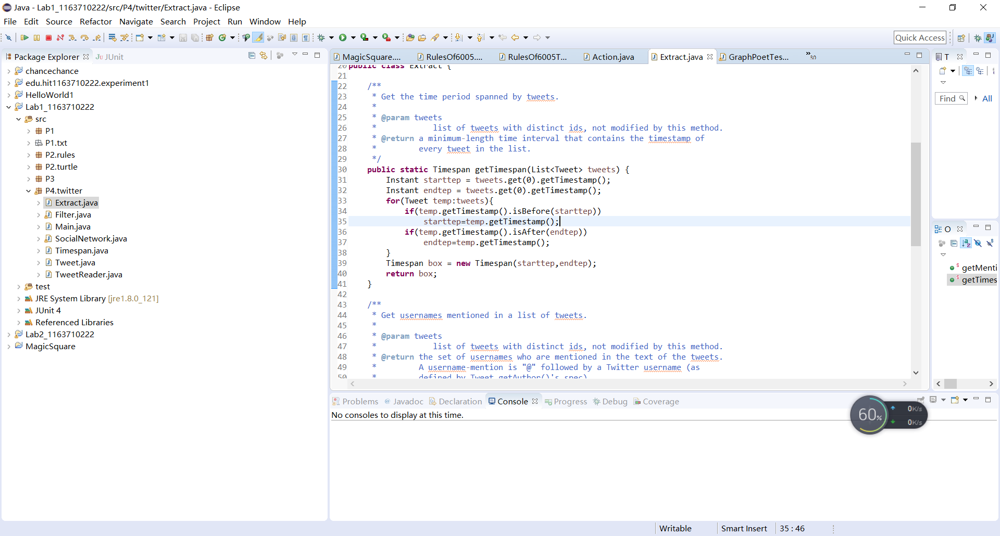 Java - Lab1_1163710222/src/P4/twitter/Extract.java - Eclipse
File Edit Source Refactor Navigate Search Project Run Window Help
Quick Access
Package Explorer JUnit
chancechance
edu.hit1163710222.experiment1
HelloWorld1
Lab1_1163710222
src
P1
P1.txt
P2.rules
P2.turtle
P3
P4.twitter
Extract.java
Filter.java
Main.java
SocialNetwork.java
Timespan.java
Tweet.java
TweetReader.java
test
JRE System Library [jre1.8.0_121]
JUnit 4
Referenced Libraries
Lab2_1163710222
MagicSquare
MagicSquare.... RulesOf6005.... RulesOf6005T... Action.java Extract.java GraphPoetTes... »30
20 public class Extract {
21
22 /**
23 * Get the time period spanned by tweets.
24 *
25 * @param tweets
26 * list of tweets with distinct ids, not modified by this method.
27 * @return a minimum-length time interval that contains the timestamp of
28 * every tweet in the list.
29 */
30 public static Timespan getTimespan(List<Tweet> tweets) {
31 Instant starttep = tweets.get(0).getTimestamp();
32 Instant endtep = tweets.get(0).getTimestamp();
33 for(Tweet temp:tweets){
34 if(temp.getTimestamp().isBefore(starttep))
35 starttep=temp.getTimestamp();
36 if(temp.getTimestamp().isAfter(endtep))
37 endtep=temp.getTimestamp();
38 }
39 Timespan box = new Timespan(starttep,endtep);
40 return box;
41 }
42
43 /**
44 * Get usernames mentioned in a list of tweets.
45 *
46 * @param tweets
47 * list of tweets with distinct ids, not modified by this method.
48 * @return the set of usernames who are mentioned in the text of the tweets.
49 * A username-mention is "@" followed by a Twitter username (as
50 * defined by Tweet.getAuthor()'s spec).
T
Find All
O
getMenti
getTimes
Problems @ Javadoc Declaration Console Progress Debug Coverage
No consoles to display at this time.
60%
0K/s
0K/s
Writable Smart Insert 35 : 46